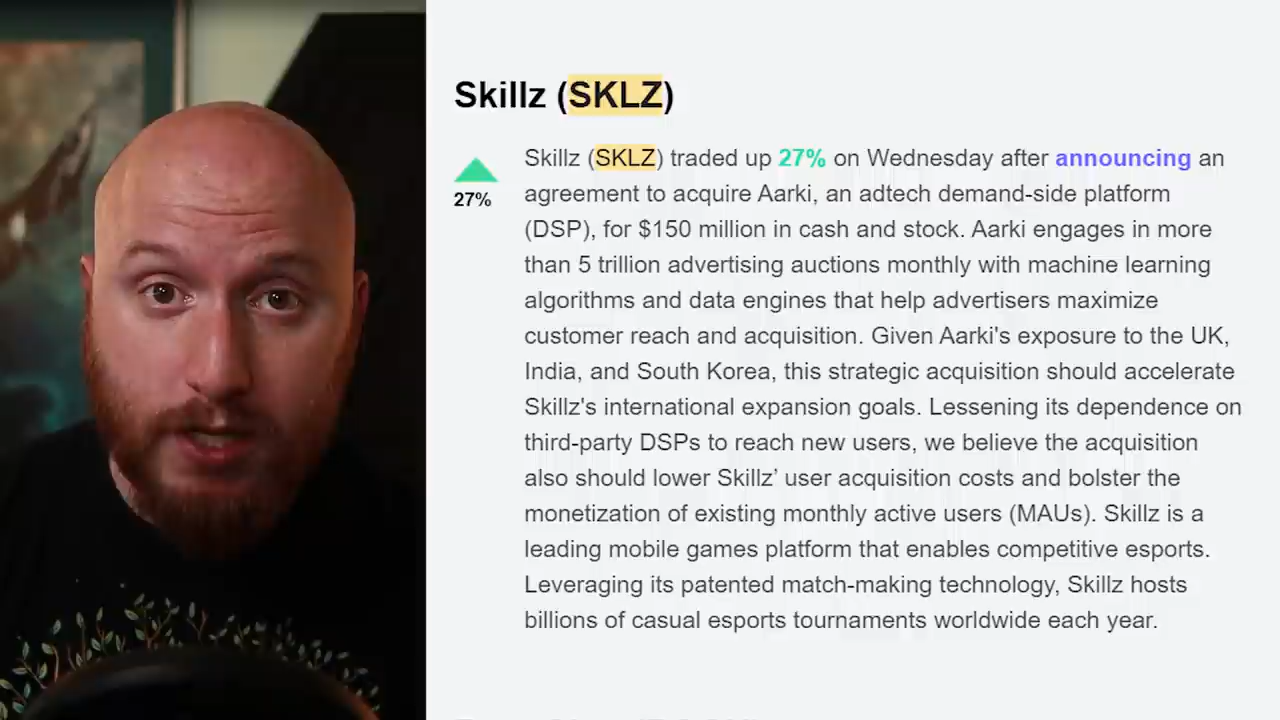 Skillz (SKLZ)
27%
Skillz (SKLZ) traded up 27% on Wednesday after announcing an
agreement to acquire Aarki, an adtech demand-side platform
(DSP), for $150 million in cash and stock. Aarki engages in more
than 5 trillion advertising auctions monthly with machine learning
algorithms and data engines that help advertisers maximize
customer reach and acquisition. Given Aarki's exposure to the UK,
India, and South Korea, this strategic acquisition should accelerate
Skillz's international expansion goals. Lessening its dependence on
third-party DSPs to reach new users, we believe the acquisition
also should lower Skillz’ user acquisition costs and bolster the
monetization of existing monthly active users (MAUs). Skillz is a
leading mobile games platform that enables competitive esports.
Leveraging its patented match-making technology, Skillz hosts
billions of casual esports tournaments worldwide each year.